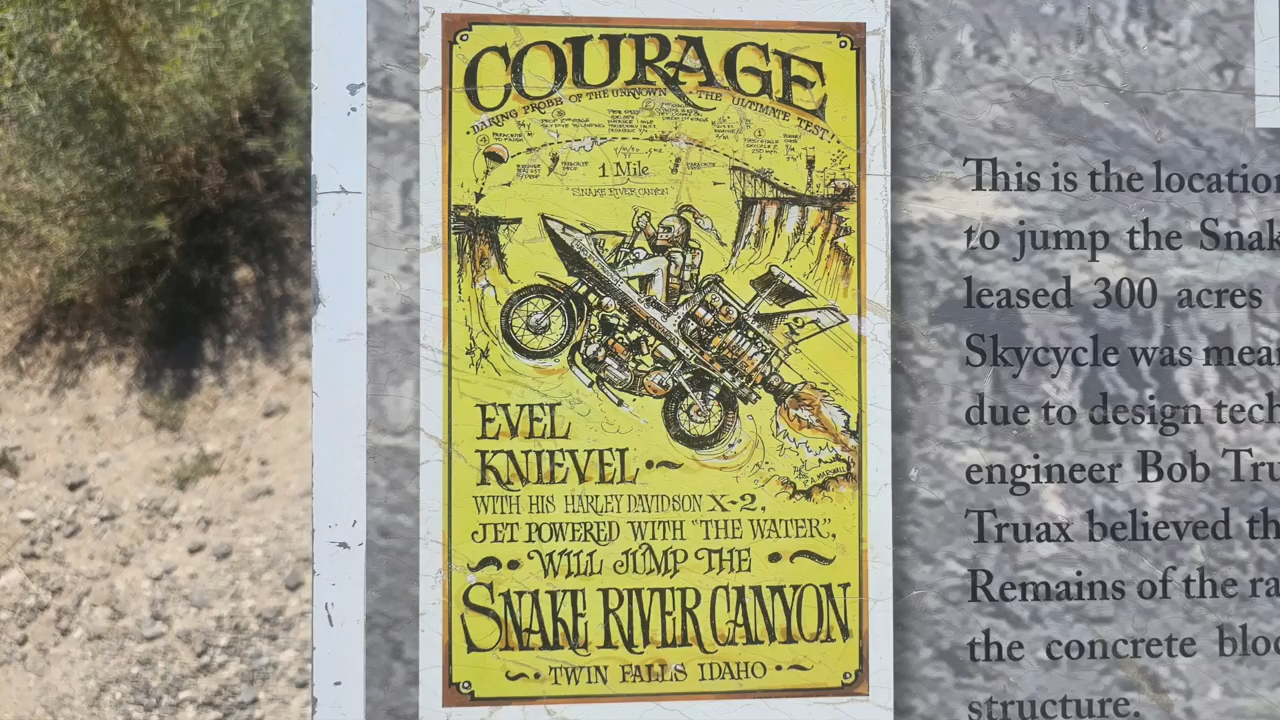 COURAGE
DARING PROBE OF THE UNKNOWN • THE ULTIMATE TEST!
1 Mile
SNAKE RIVER CANYON
EVEL
KNIEVEL
WITH HIS HARLEY DAVIDSON X-2,
JET POWERED WITH "THE WATER",
WILL JUMP THE
SNAKE RIVER CANYON
TWIN FALLS IDAHO
This is the location
to jump the Snak
leased 300 acres
Skycycle was mea
due to design tech
engineer Bob Tru
Truax believed th
Remains of the ra
the concrete bloc
structure.